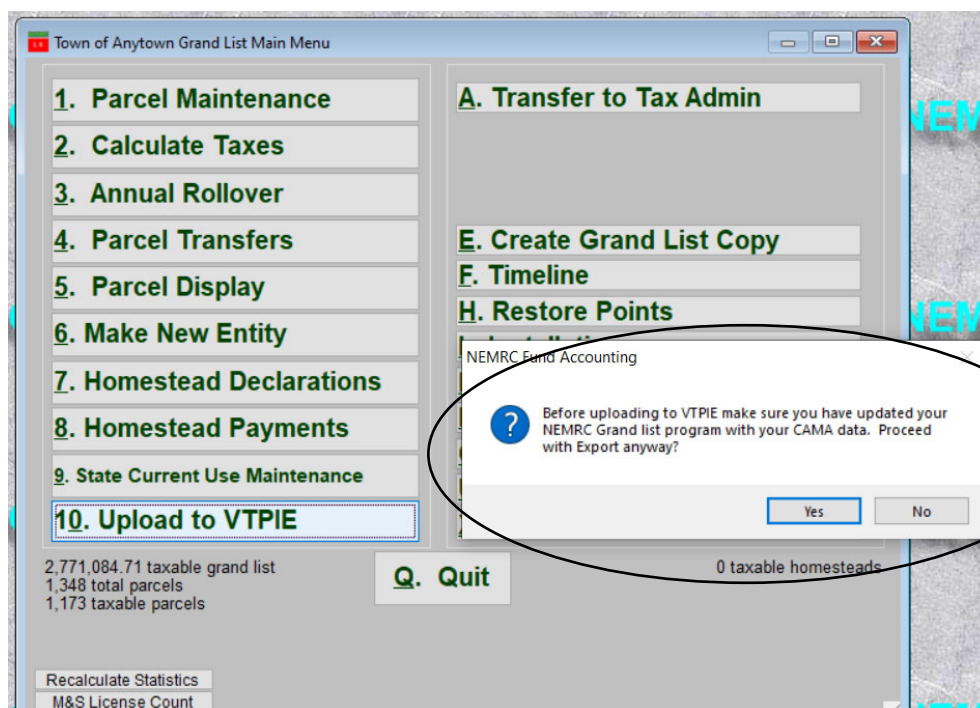 Town of Anytown Grand List Main Menu
1. Parcel Maintenance
2. Calculate Taxes
3. Annual Rollover
4. Parcel Transfers
5. Parcel Display
6. Make New Entity
7. Homestead Declarations
8. Homestead Payments
9. State Current Use Maintenance
10. Upload to VTPIE
A. Transfer to Tax Admin
E. Create Grand List Copy
F. Timeline
H. Restore Points
NEMRC Fund Accounting
Before uploading to VTPIE make sure you have updated your
NEMRC Grand list program with your CAMA data. Proceed
with Export anyway?
Yes
No
2,771,084.71 taxable grand list
1,348 total parcels
1,173 taxable parcels
Q. Quit
0 taxable homesteads
Recalculate Statistics
M&S License Count